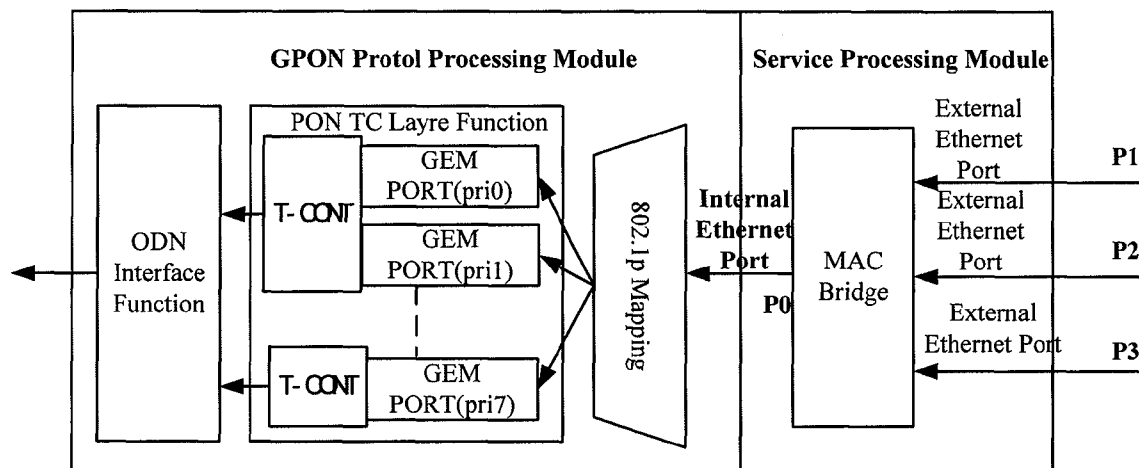 GPON Protol Processing Module
Service Processing Module
PON TC Layre Function
GEM
PORT(pri0)
T-CONT
GEM
PORT(pri1)
T-CONT
GEM
PORT(pri7)
ODN
Interface
Function
802.1p Mapping
Internal
Ethernet
Port
P0
MAC
Bridge
External
Ethernet
Port
P1
External
Ethernet
Port
P2
External
Ethernet Port
P3